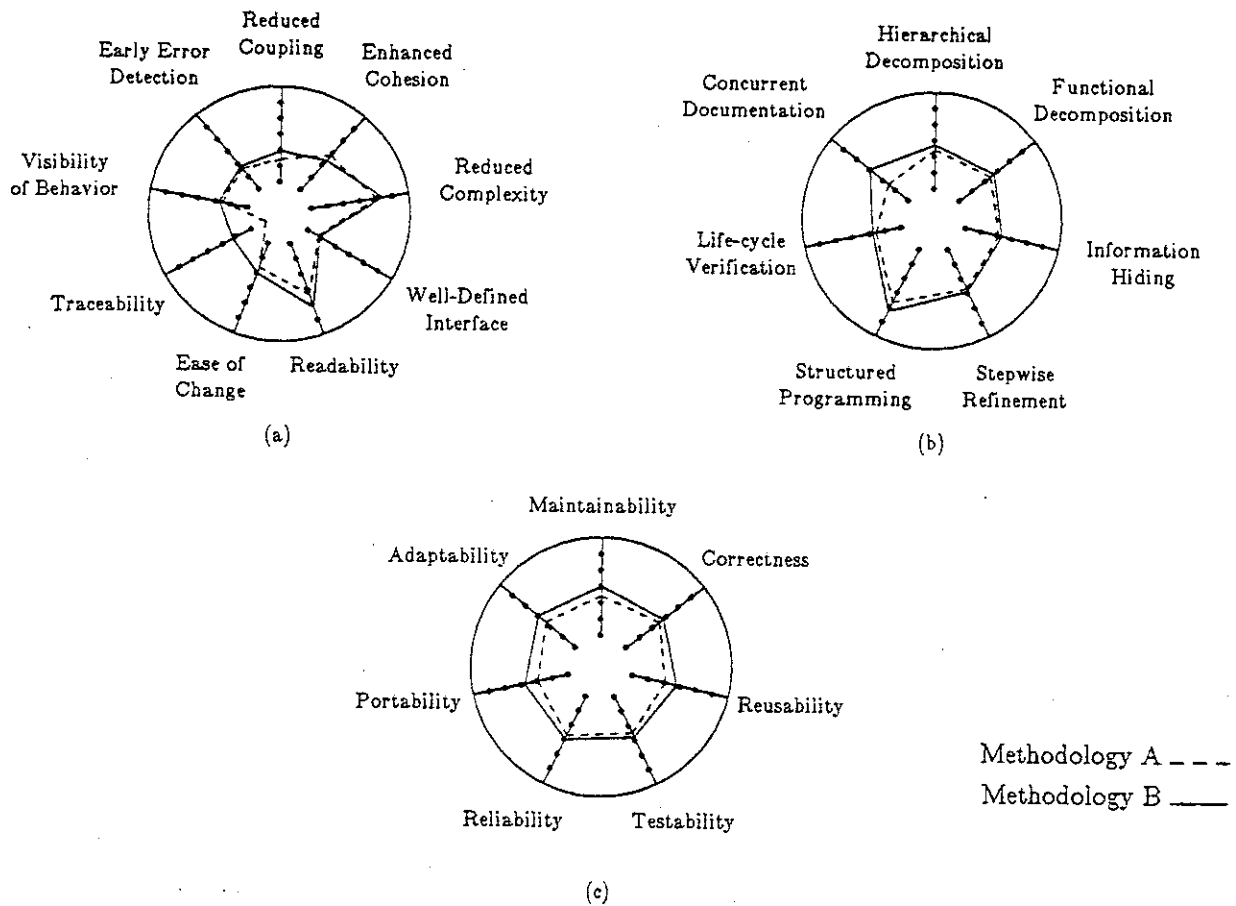 Reduced
Coupling
Early Error
Detection
Enhanced
Cohesion
Visibility
of Behavior
Reduced
Complexity
Traceability
Well-Defined
Interface
Ease of
Change
Readability
(a)
Hierarchical
Decomposition
Concurrent
Documentation
Functional
Decomposition
Life-cycle
Verification
Information
Hiding
Structured
Programming
Stepwise
Refinement
(b)
Maintainability
Adaptability
Correctness
Portability
Reusability
Reliability
Testability
(c)
Methodology A
Methodology B